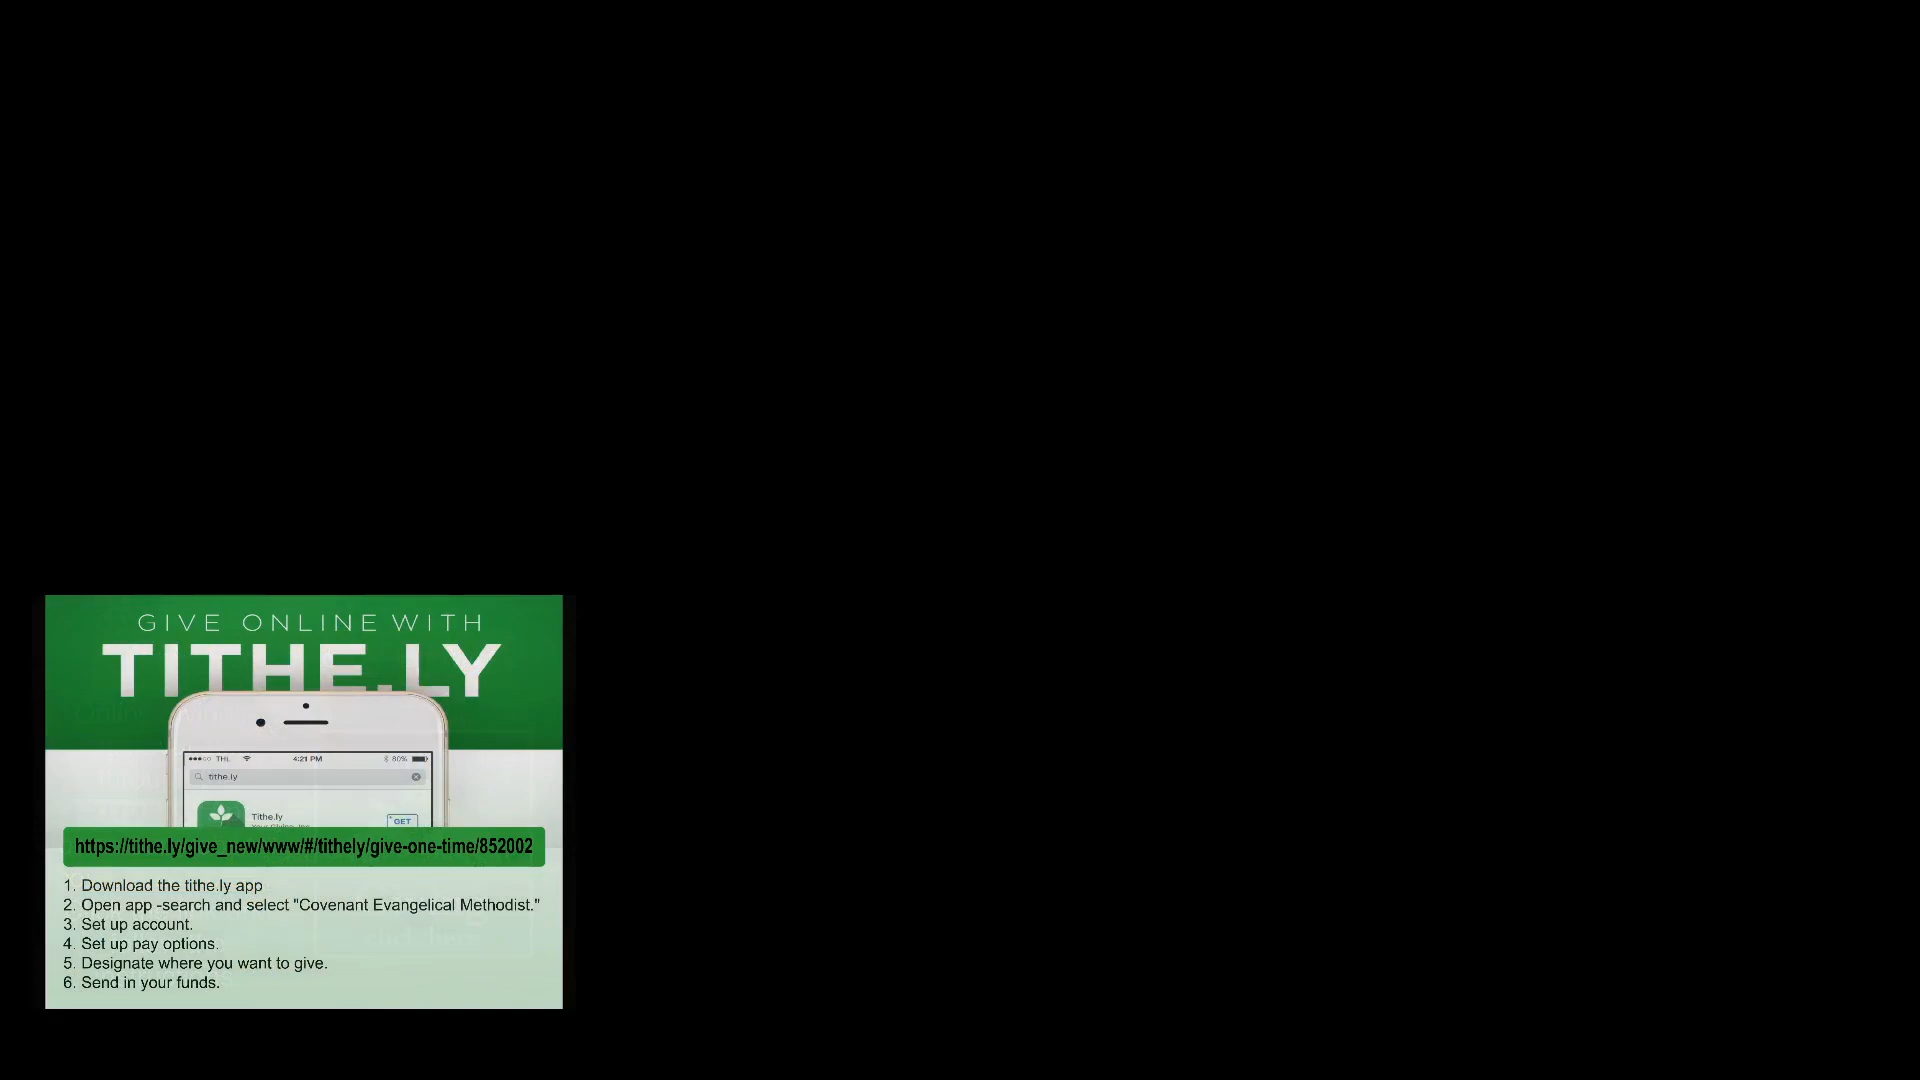 GIVE ONLINE WITH
TITHE.LY
THL 4:21 PM 80%
tithe.ly
Tithe.ly
GET
https://tithe.ly/give_new/www/#/tithely/give-one-time/852002
1. Download the tithe.ly app
2. Open app -search and select "Covenant Evangelical Methodist."
3. Set up account.
4. Set up pay options.
5. Designate where you want to give.
6. Send in your funds.